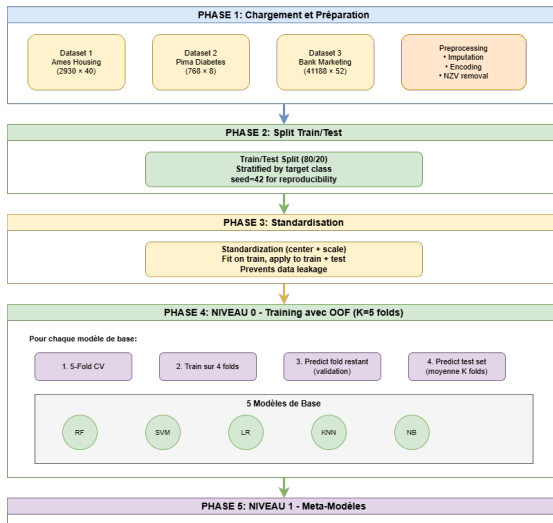 PHASE 1: Chargement et Préparation
Dataset 1
Ames Housing
(2930 × 40)
Dataset 2
Pima Diabetes
(768 × 8)
Dataset 3
Bank Marketing
(41188 × 52)
Preprocessing
• Imputation
• Encoding
• NZV removal
PHASE 2: Split Train/Test
Train/Test Split (80/20)
Stratified by target class
seed=42 for reproducibility
PHASE 3: Standardisation
Standardization (center + scale)
Fit on train, apply to train + test
Prevents data leakage
PHASE 4: NIVEAU 0 - Training avec OOF (K=5 folds)
Pour chaque modèle de base:
1. 5-Fold CV
2. Train sur 4 folds
3. Predict fold restant
(validation)
4. Predict test set
(moyenne K folds)
5 Modèles de Base
RF
SVM
LR
KNN
NB
PHASE 5: NIVEAU 1 - Meta-Modèles